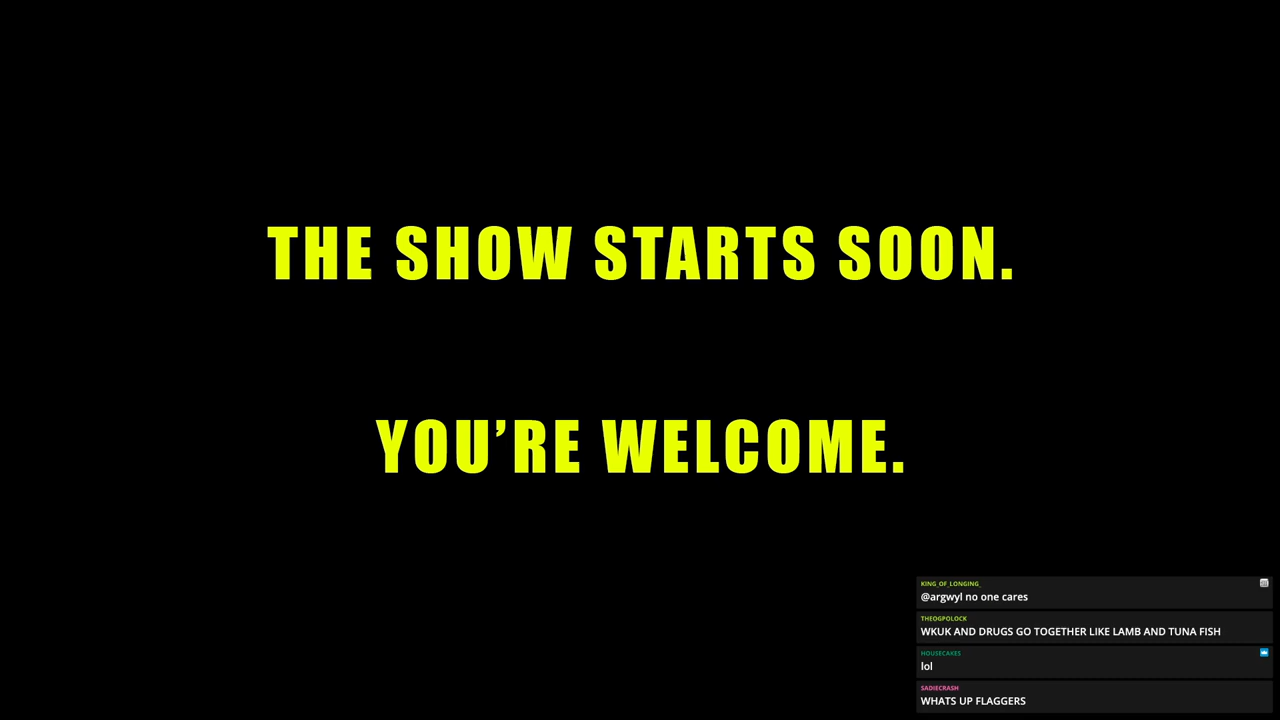 THE SHOW STARTS SOON.
YOU’RE WELCOME.
KING_OF_LONGING_
@argwyl no one cares
THEOGPOLOCK
WKUK AND DRUGS GO TOGETHER LIKE LAMB AND TUNA FISH
HOUSECAKES
lol
SADIECRASH
WHATS UP FLAGGERS